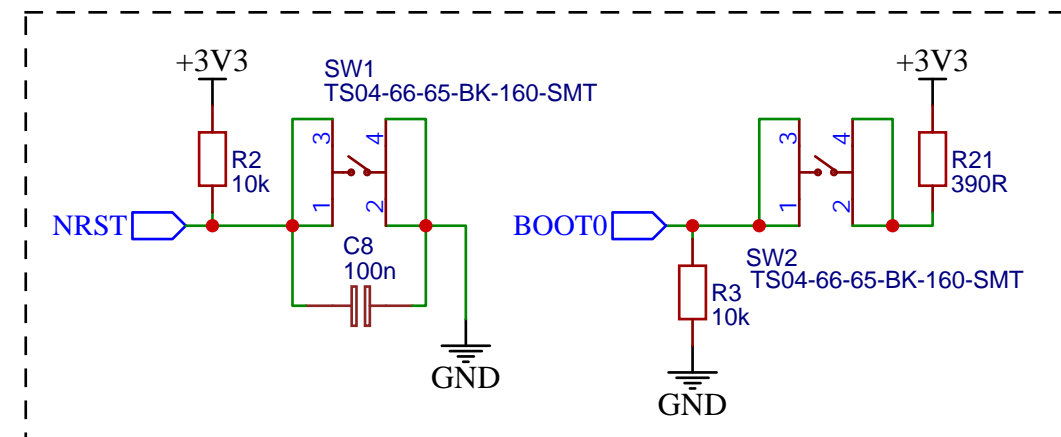 +3V3
SW1
TS04-66-65-BK-160-SMT
3
4
R2
10k
1
2
NRST
C8
100n
GND
+3V3
3
4
R21
390R
1
2
BOOT0
SW2
TS04-66-65-BK-160-SMT
R3
10k
GND